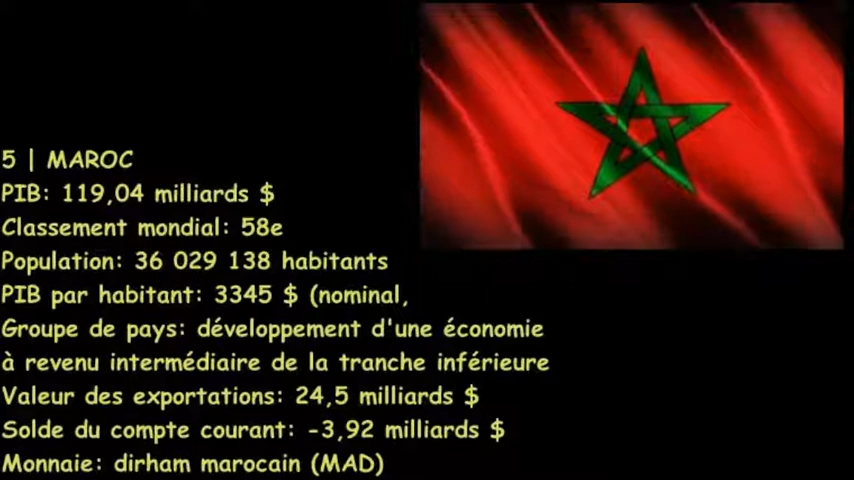 5 | MAROC
PIB: 119,04 milliards $
Classement mondial: 58e
Population: 36 029 138 habitants
PIB par habitant: 3345 $ (nominal,
Groupe de pays: développement d'une économie
à revenu intermédiaire de la tranche inférieure
Valeur des exportations: 24,5 milliards $
Solde du compte courant: -3,92 milliards $
Monnaie: dirham marocain (MAD)